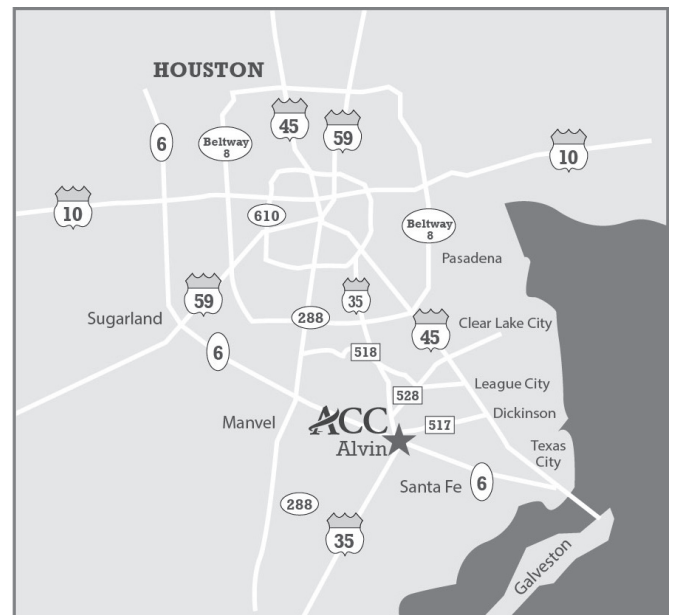 HOUSTON
45
59
6
Beltway
8
10
10
610
Beltway
8
Pasadena
59
35
Sugarland
288
Clear Lake City
45
6
518
League City
528
Dickinson
Manvel
ACC
517
Alvin
Texas
City
Santa Fe
6
288
35
Galveston